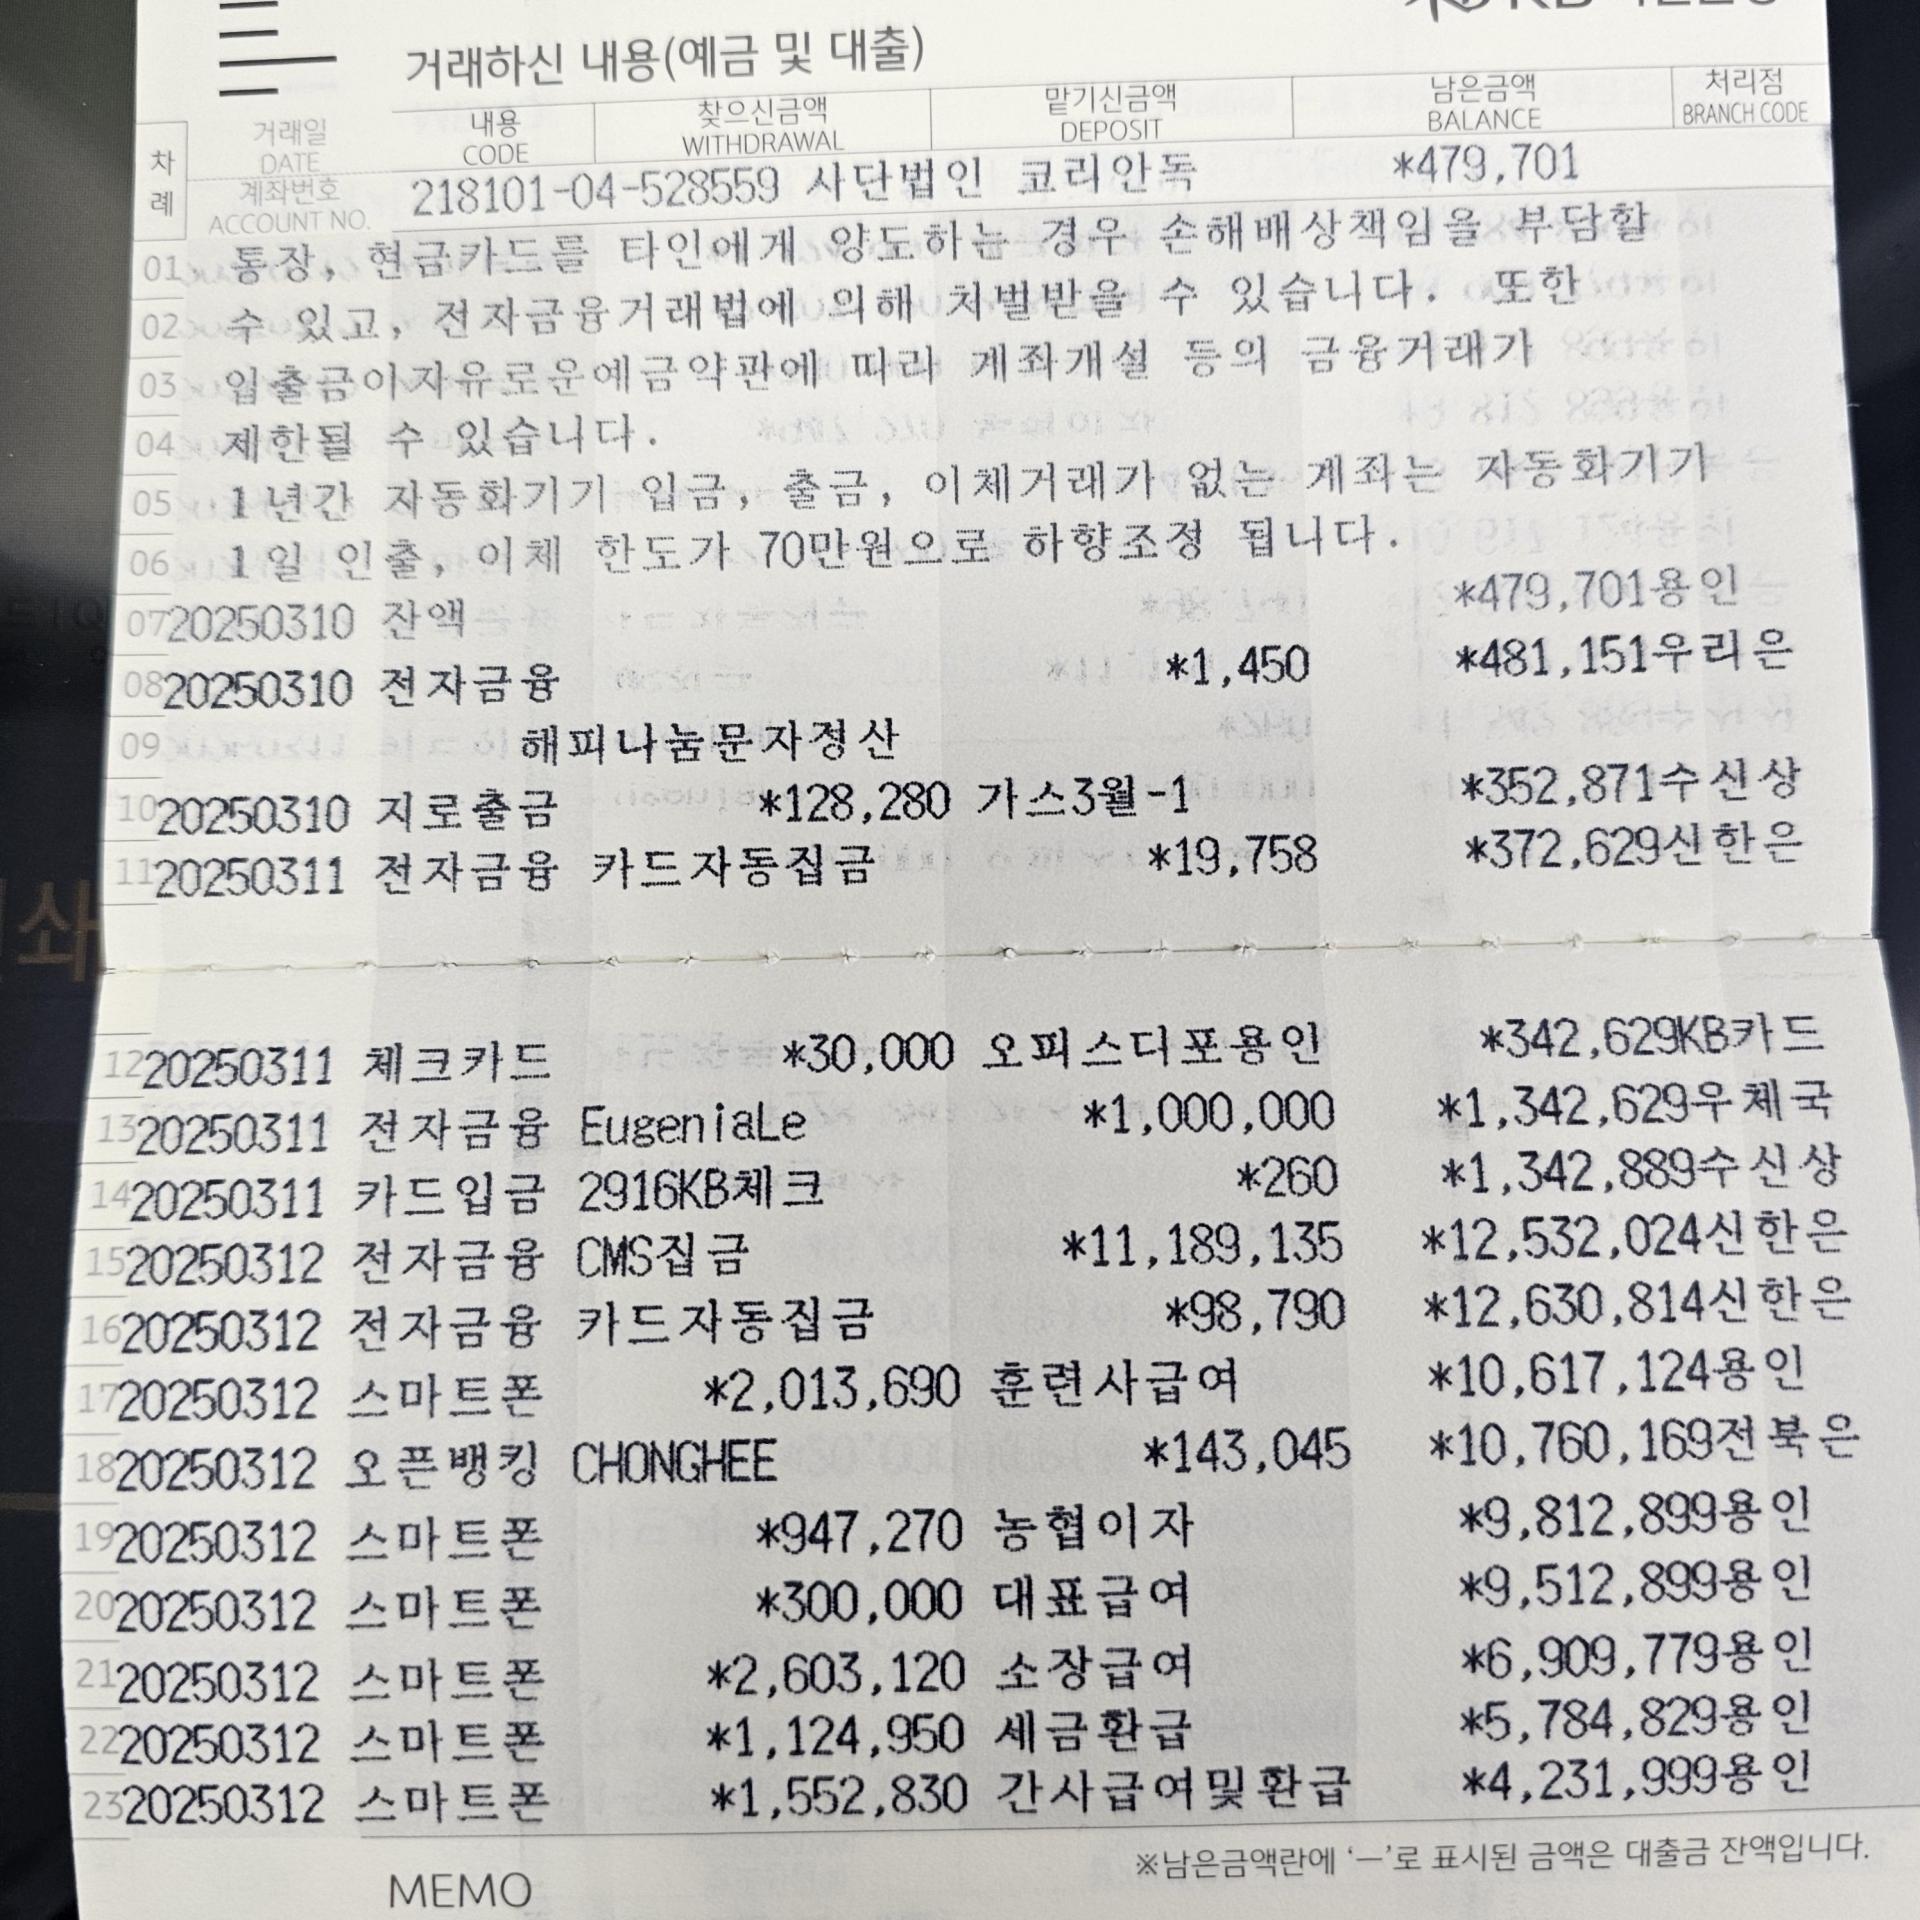 거래하신 내용(예금 및 대출)
차례 거래일 DATE 내용 CODE 찾으신금액 WITHDRAWAL 맡기신금액 DEPOSIT 남은금액 BALANCE 처리점 BRANCH CODE
계좌번호 ACCOUNT NO. 218101-04-528559 사단법인 코리안독 *479,701
01 통장, 현금카드를 타인에게 양도하는 경우 손해배상책임을 부담할
02 수 있고, 전자금융거래법에 의해 처벌받을 수 있습니다. 또한
03 입출금이자유로운예금약관에 따라 계좌개설 등의 금융거래가
04 제한될 수 있습니다.
05 1년간 자동화기기 입금, 출금, 이체거래가 없는 계좌는 자동화기기
06 1일 인출, 이체 한도가 70만원으로 하향조정 됩니다.
07 20250310 잔액 *479,701용인
08 20250310 전자금융 *1,450 *481,151우리은
09 해피나눔문자정산
10 20250310 지로출금 *128,280 가스3월-1 *352,871수신상
11 20250311 전자금융 카드자동집금 *19,758 *372,629신한은
12 20250311 체크카드 *30,000 오피스디포용인 *342,629KB카드
13 20250311 전자금융 EugeniaLe *1,000,000 *1,342,629우체국
14 20250311 카드입금 2916KB체크 *260 *1,342,889수신상
15 20250312 전자금융 CMS집금 *11,189,135 *12,532,024신한은
16 20250312 전자금융 카드자동집금 *98,790 *12,630,814신한은
17 20250312 스마트폰 *2,013,690 훈련사급여 *10,617,124용인
18 20250312 오픈뱅킹 CHONGHEE *143,045 *10,760,169전북은
19 20250312 스마트폰 *947,270 농협이자 *9,812,899용인
20 20250312 스마트폰 *300,000 대표급여 *9,512,899용인
21 20250312 스마트폰 *2,603,120 소장급여 *6,909,779용인
22 20250312 스마트폰 *1,124,950 세금환급 *5,784,829용인
23 20250312 스마트폰 *1,552,830 간사급여및환급 *4,231,999용인
※남은금액란에 ‘—’로 표시된 금액은 대출금 잔액입니다.
MEMO